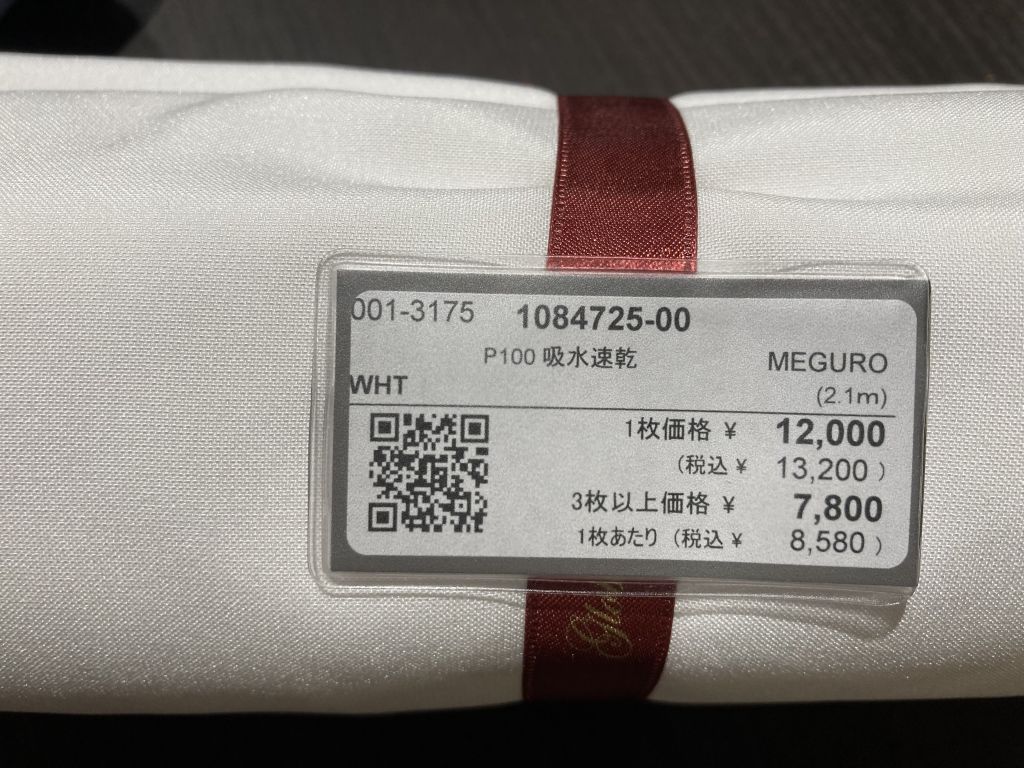 001-3175 1084725-00
P100 吸水速乾 MEGURO
WHT (2.1m)
1枚価格 ¥ 12,000
(税込 ¥ 13,200 )
3枚以上価格 ¥ 7,800
1枚あたり (税込 ¥ 8,580 )